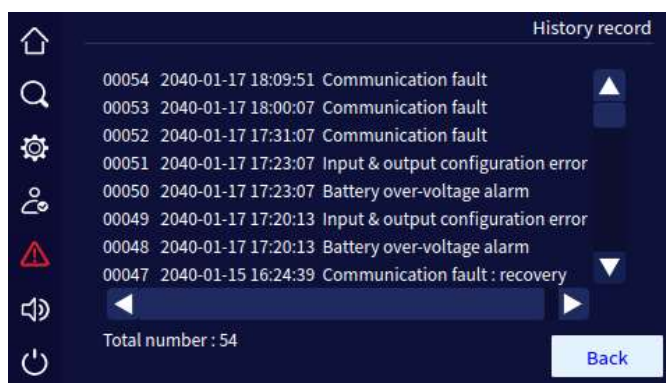 History record
00054 2040-01-17 18:09:51 Communication fault
00053 2040-01-17 18:00:07 Communication fault
00052 2040-01-17 17:31:07 Communication fault
00051 2040-01-17 17:23:07 Input & output configuration error
00050 2040-01-17 17:23:07 Battery over-voltage alarm
00049 2040-01-17 17:20:13 Input & output configuration error
00048 2040-01-17 17:20:13 Battery over-voltage alarm
00047 2040-01-15 16:24:39 Communication fault : recovery
Total number : 54
Back